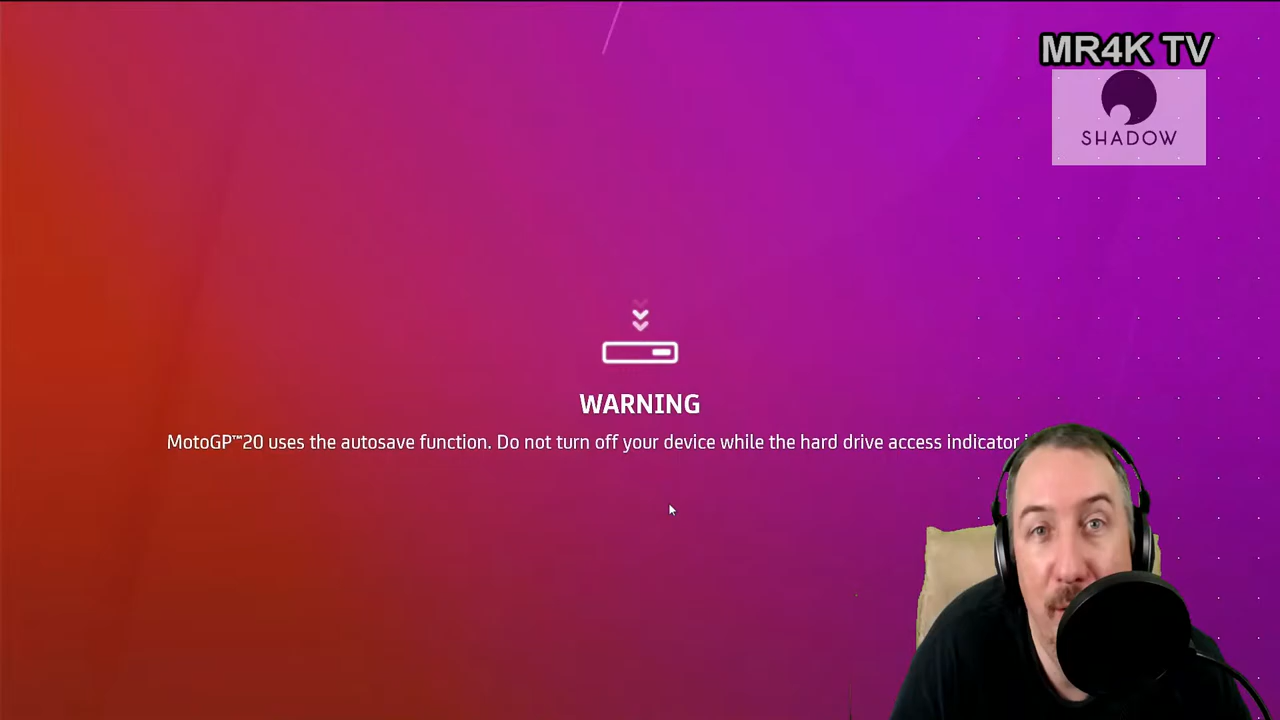 MR4K TV
SHADOW
WARNING
MotoGP™20 uses the autosave function. Do not turn off your device while the hard drive access indicator